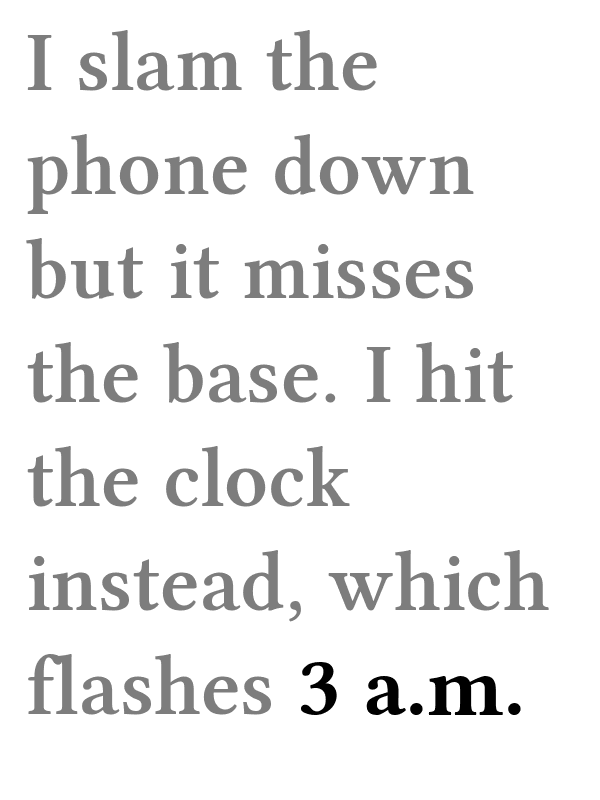 I slam the
phone down
but it misses
the base. I hit
the clock
instead, which
flashes 3 a.m.